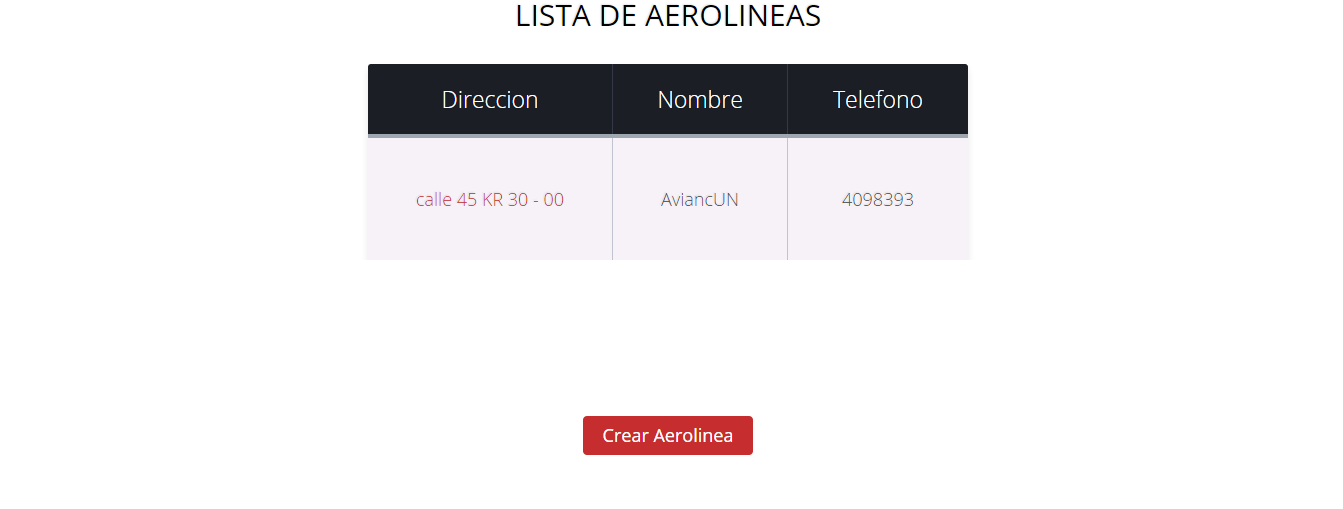 LISTA DE AEROLINEAS
Direccion Nombre Telefono
calle 45 KR 30 - 00 AviancUN 4098393
Crear Aerolinea